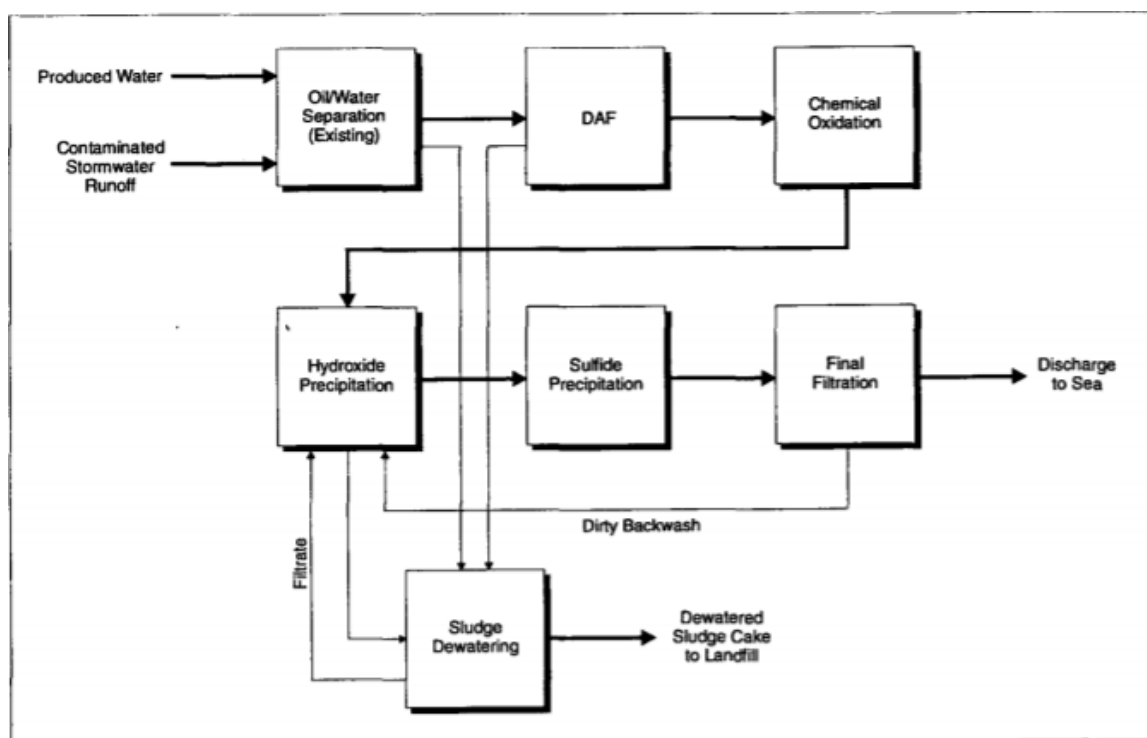 Produced Water
Contaminated
Stormwater
Runoff
Oil/Water
Separation
(Existing)
DAF
Chemical
Oxidation
Hydroxide
Precipitation
Sulfide
Precipitation
Final
Filtration
Discharge
to Sea
Dirty Backwash
Filtrate
Sludge
Dewatering
Dewatered
Sludge Cake
to Landfill